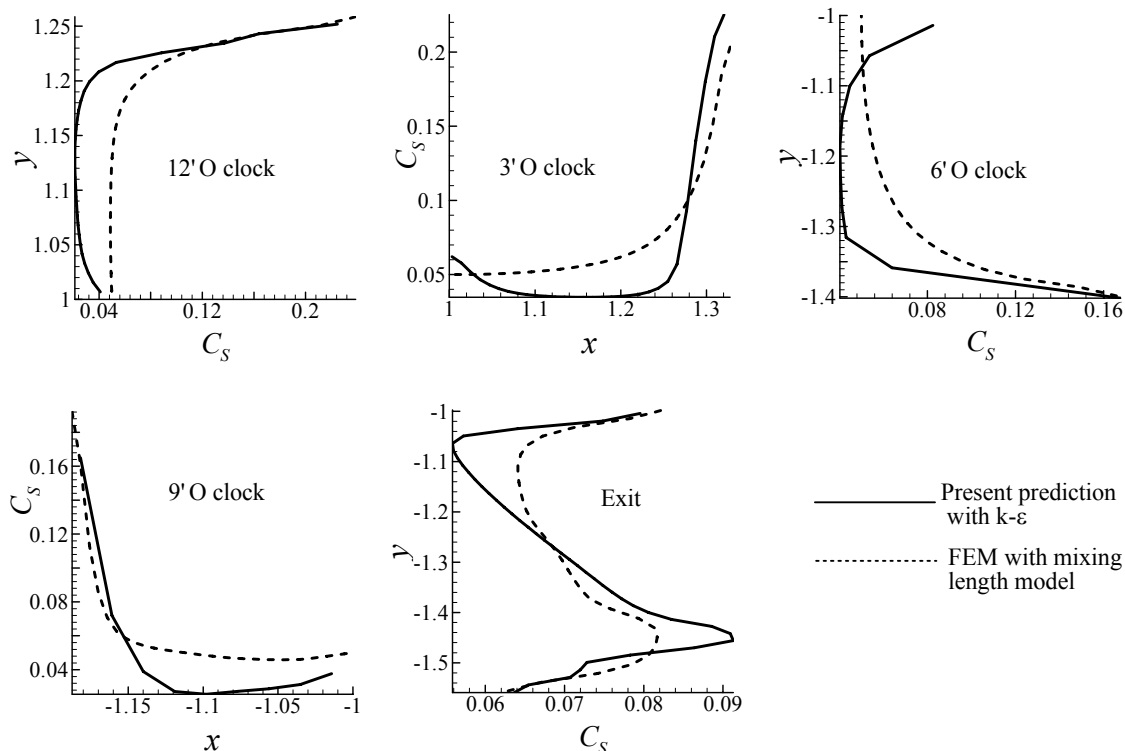 1.25
1.2
1.15
1.1
1.05
1
y
12' O clock
0.04
0.12
0.2
C_S
0.2
0.15
0.1
0.05
C_S
3' O clock
1
1.1
1.2
1.3
x
-1
-1.1
-1.2
-1.3
-1.4
y
6' O clock
0.08
0.12
0.16
C_S
0.16
0.12
0.08
0.04
C_S
9' O clock
-1.15
-1.1
-1.05
-1
x
-1
-1.1
-1.2
-1.3
-1.4
-1.5
y
Exit
0.06
0.07
0.08
0.09
C_S
Present prediction
with k-ε
FEM with mixing
length model